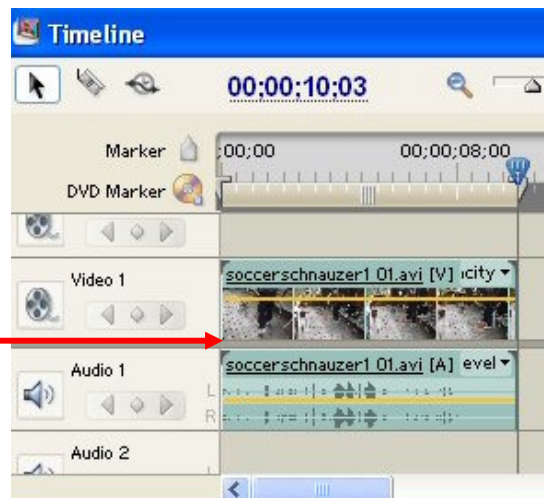 Timeline
00;00;10;03
Marker ;00;00 00;00;08;00
DVD Marker
Video 1 soccerschnauzer1 01.avi [V] icity
Audio 1 soccerschnauzer1 01.avi [A] evel
L
R
Audio 2